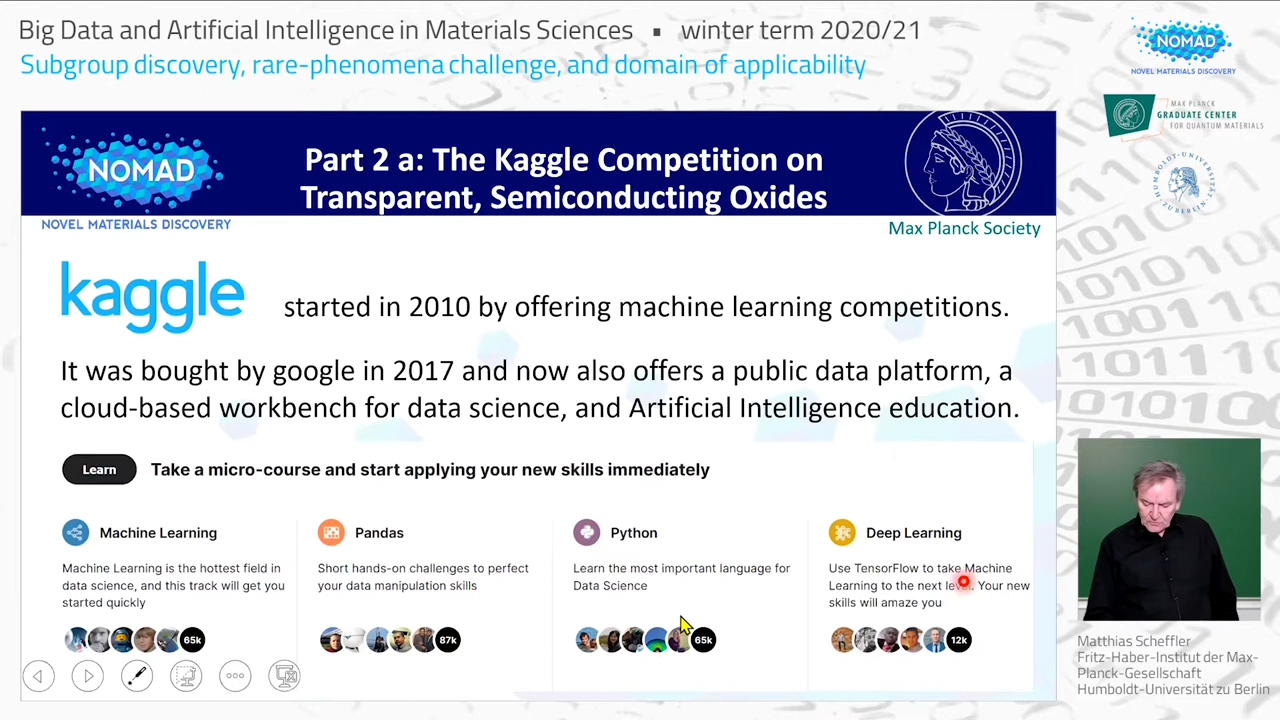 Big Data and Artificial Intelligence in Materials Sciences ▪ winter term 2020/21
Subgroup discovery, rare-phenomena challenge, and domain of applicability
NOMAD
NOVEL MATERIALS DISCOVERY
MAX PLANCK
GRADUATE CENTER
FOR QUANTUM MATERIALS
HUMBOLDT-UNIVERSITÄT ZU BERLIN
NOMAD
NOVEL MATERIALS DISCOVERY
Part 2 a: The Kaggle Competition on
Transparent, Semiconducting Oxides
Max Planck Society
kaggle started in 2010 by offering machine learning competitions.
It was bought by google in 2017 and now also offers a public data platform, a
cloud-based workbench for data science, and Artificial Intelligence education.
Learn Take a micro-course and start applying your new skills immediately
Machine Learning
Machine Learning is the hottest field in
data science, and this track will get you
started quickly
65k
Pandas
Short hands-on challenges to perfect
your data manipulation skills
87k
Python
Learn the most important language for
Data Science
65k
Deep Learning
Use TensorFlow to take Machine
Learning to the next level. Your new
skills will amaze you
12k
Matthias Scheffler
Fritz-Haber-Institut der Max-
Planck-Gesellschaft
Humboldt-Universität zu Berlin